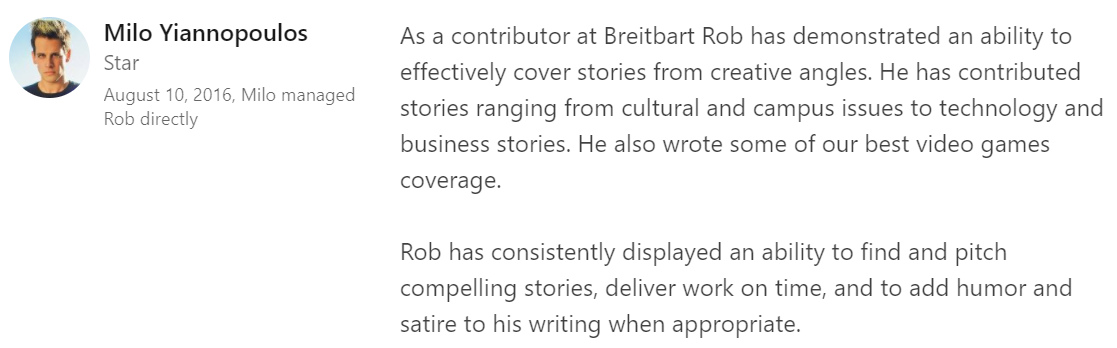 Milo Yiannopoulos
Star
August 10, 2016, Milo managed
Rob directly
As a contributor at Breitbart Rob has demonstrated an ability to
effectively cover stories from creative angles. He has contributed
stories ranging from cultural and campus issues to technology and
business stories. He also wrote some of our best video games
coverage.
Rob has consistently displayed an ability to find and pitch
compelling stories, deliver work on time, and to add humor and
satire to his writing when appropriate.